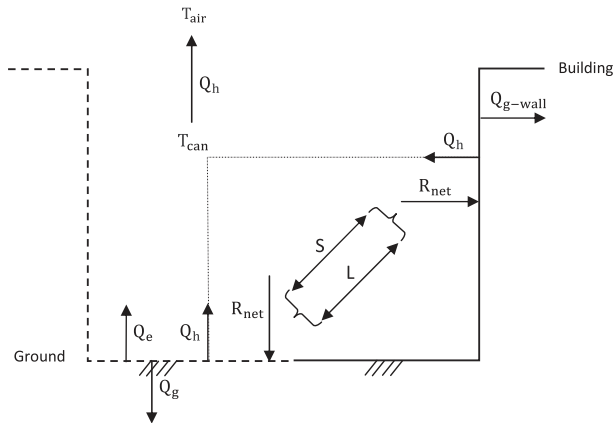 T_air
Building
Q_h
Q_g−wall
T_can
Q_h
R_net
S
L
R_net
Q_e
Q_h
Ground
Q_g